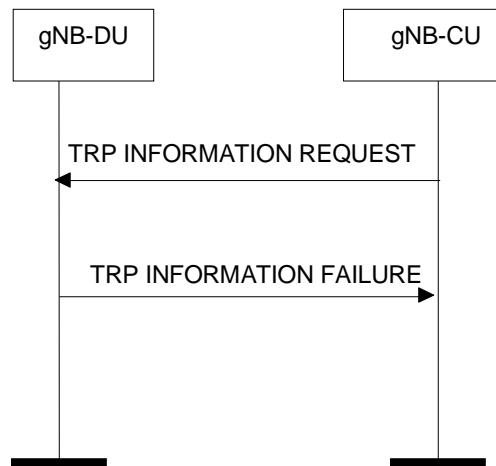 gNB-DU
gNB-CU
TRP INFORMATION REQUEST
TRP INFORMATION FAILURE